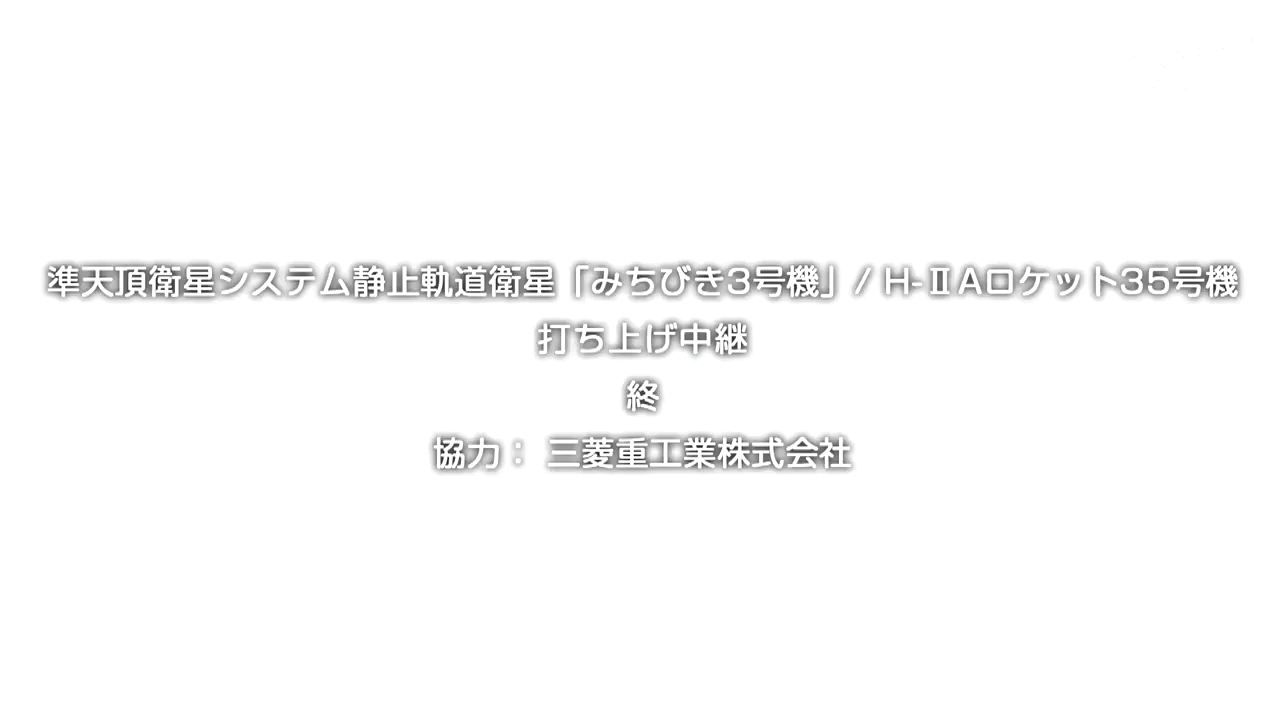 準天頂衛星システム静止軌道衛星「みちびき3号機」/ H-ⅡAロケット35号機
打ち上げ中継
終
協力： 三菱重工業株式会社